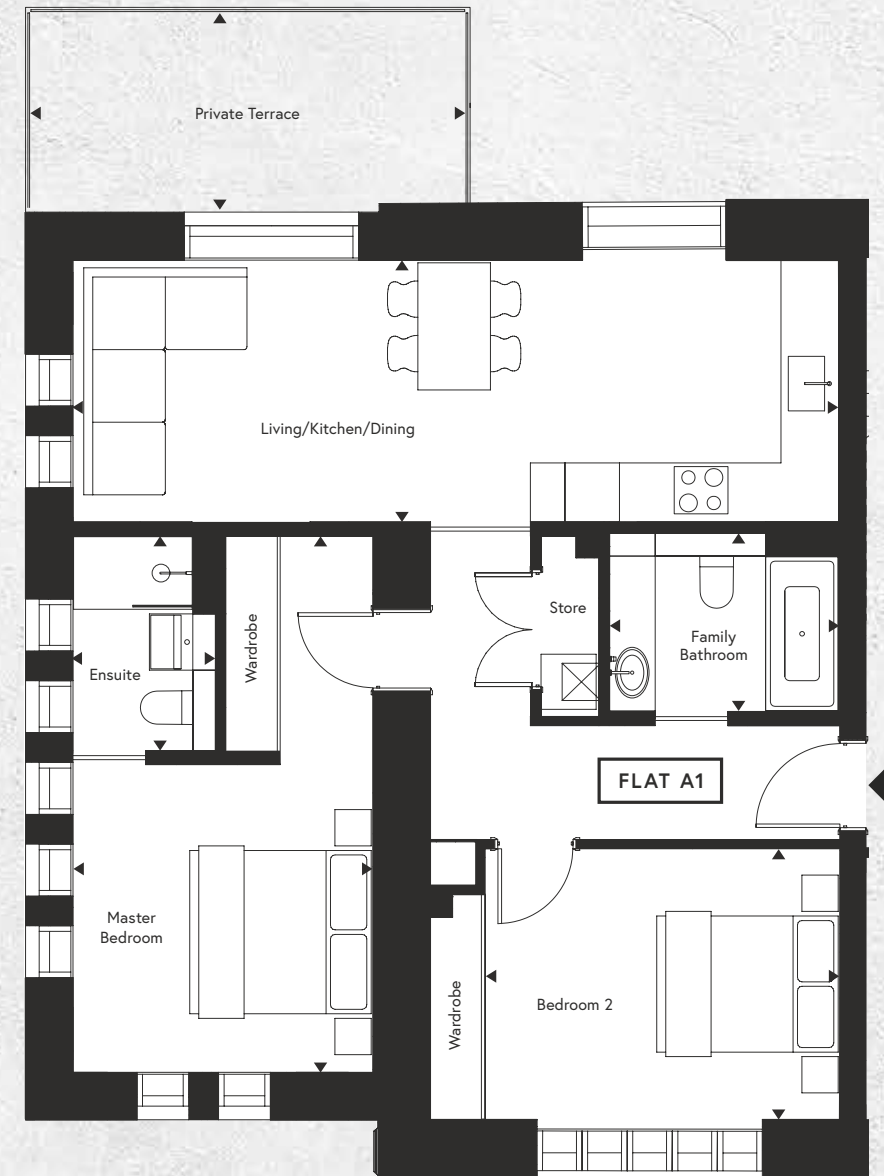 Private Terrace
Living/Kitchen/Dining
Store
Wardrobe
Family
Bathroom
Ensuite
FLAT A1
Master
Bedroom
Wardrobe
Bedroom 2